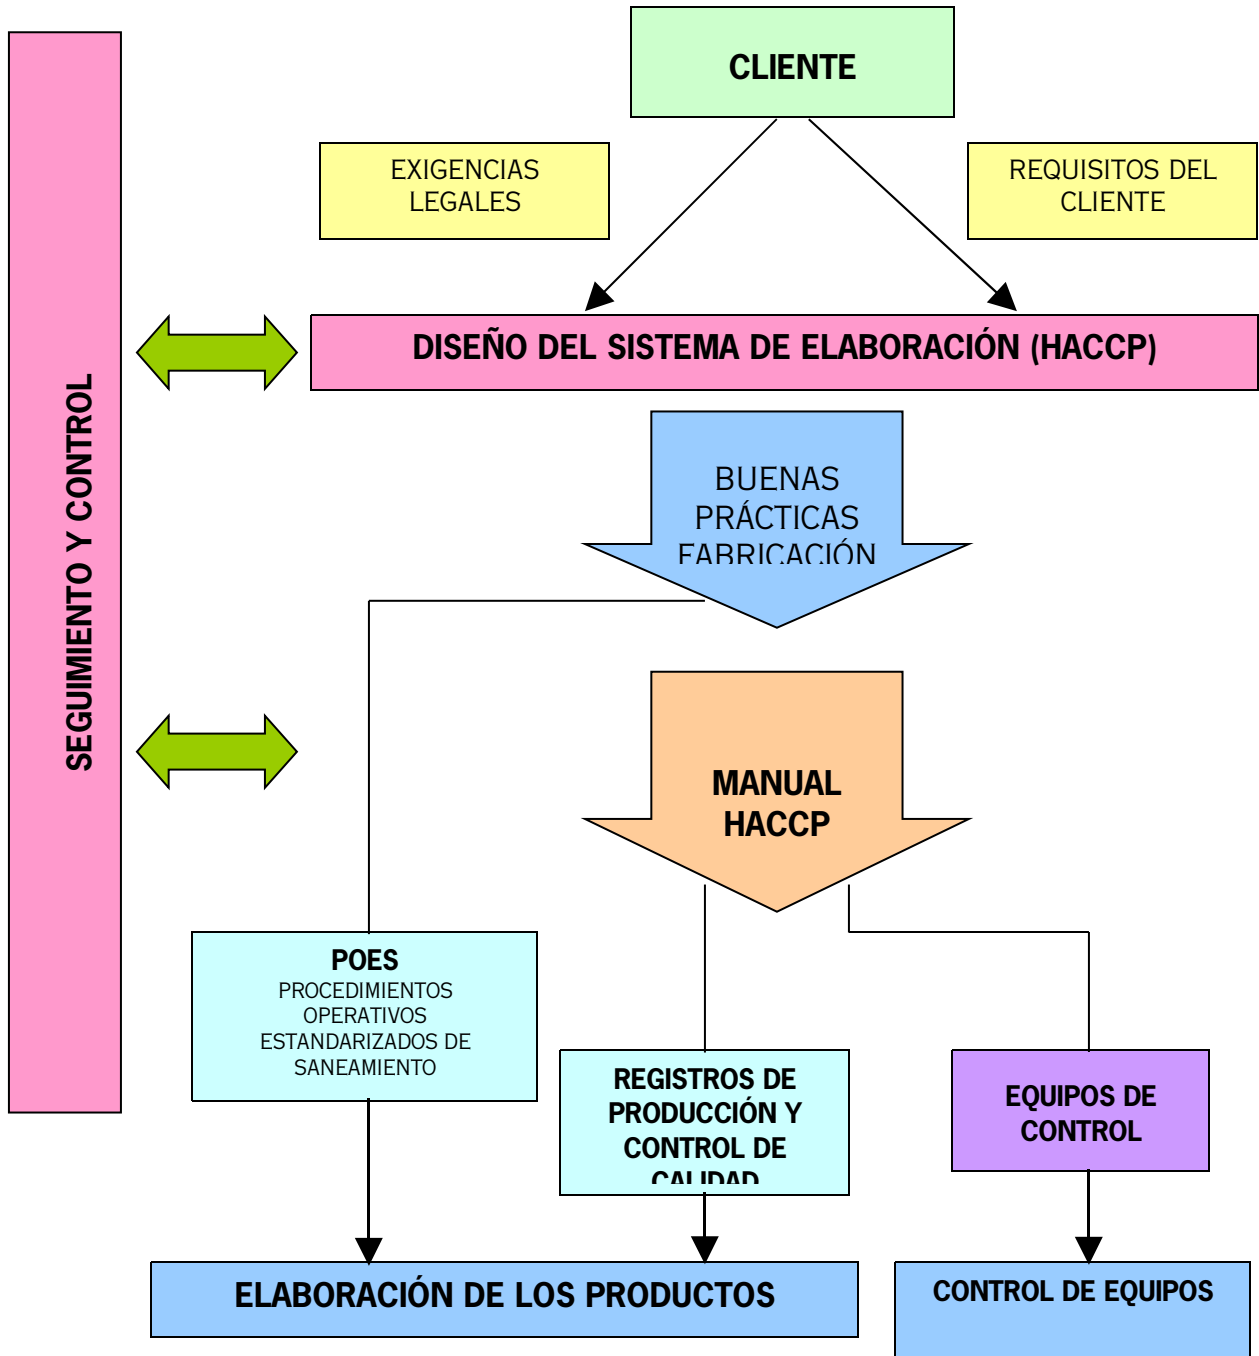 CLIENTE
EXIGENCIAS
LEGALES
REQUISITOS DEL
CLIENTE
DISEÑO DEL SISTEMA DE ELABORACIÓN (HACCP)
SEGUIMIENTO Y CONTROL
BUENAS
PRÁCTICAS
FABRICACIÓN
MANUAL
HACCP
POES
PROCEDIMIENTOS
OPERATIVOS
ESTANDARIZADOS DE
SANEAMIENTO
REGISTROS DE
PRODUCCIÓN Y
CONTROL DE
CALIDAD
EQUIPOS DE
CONTROL
ELABORACIÓN DE LOS PRODUCTOS
CONTROL DE EQUIPOS